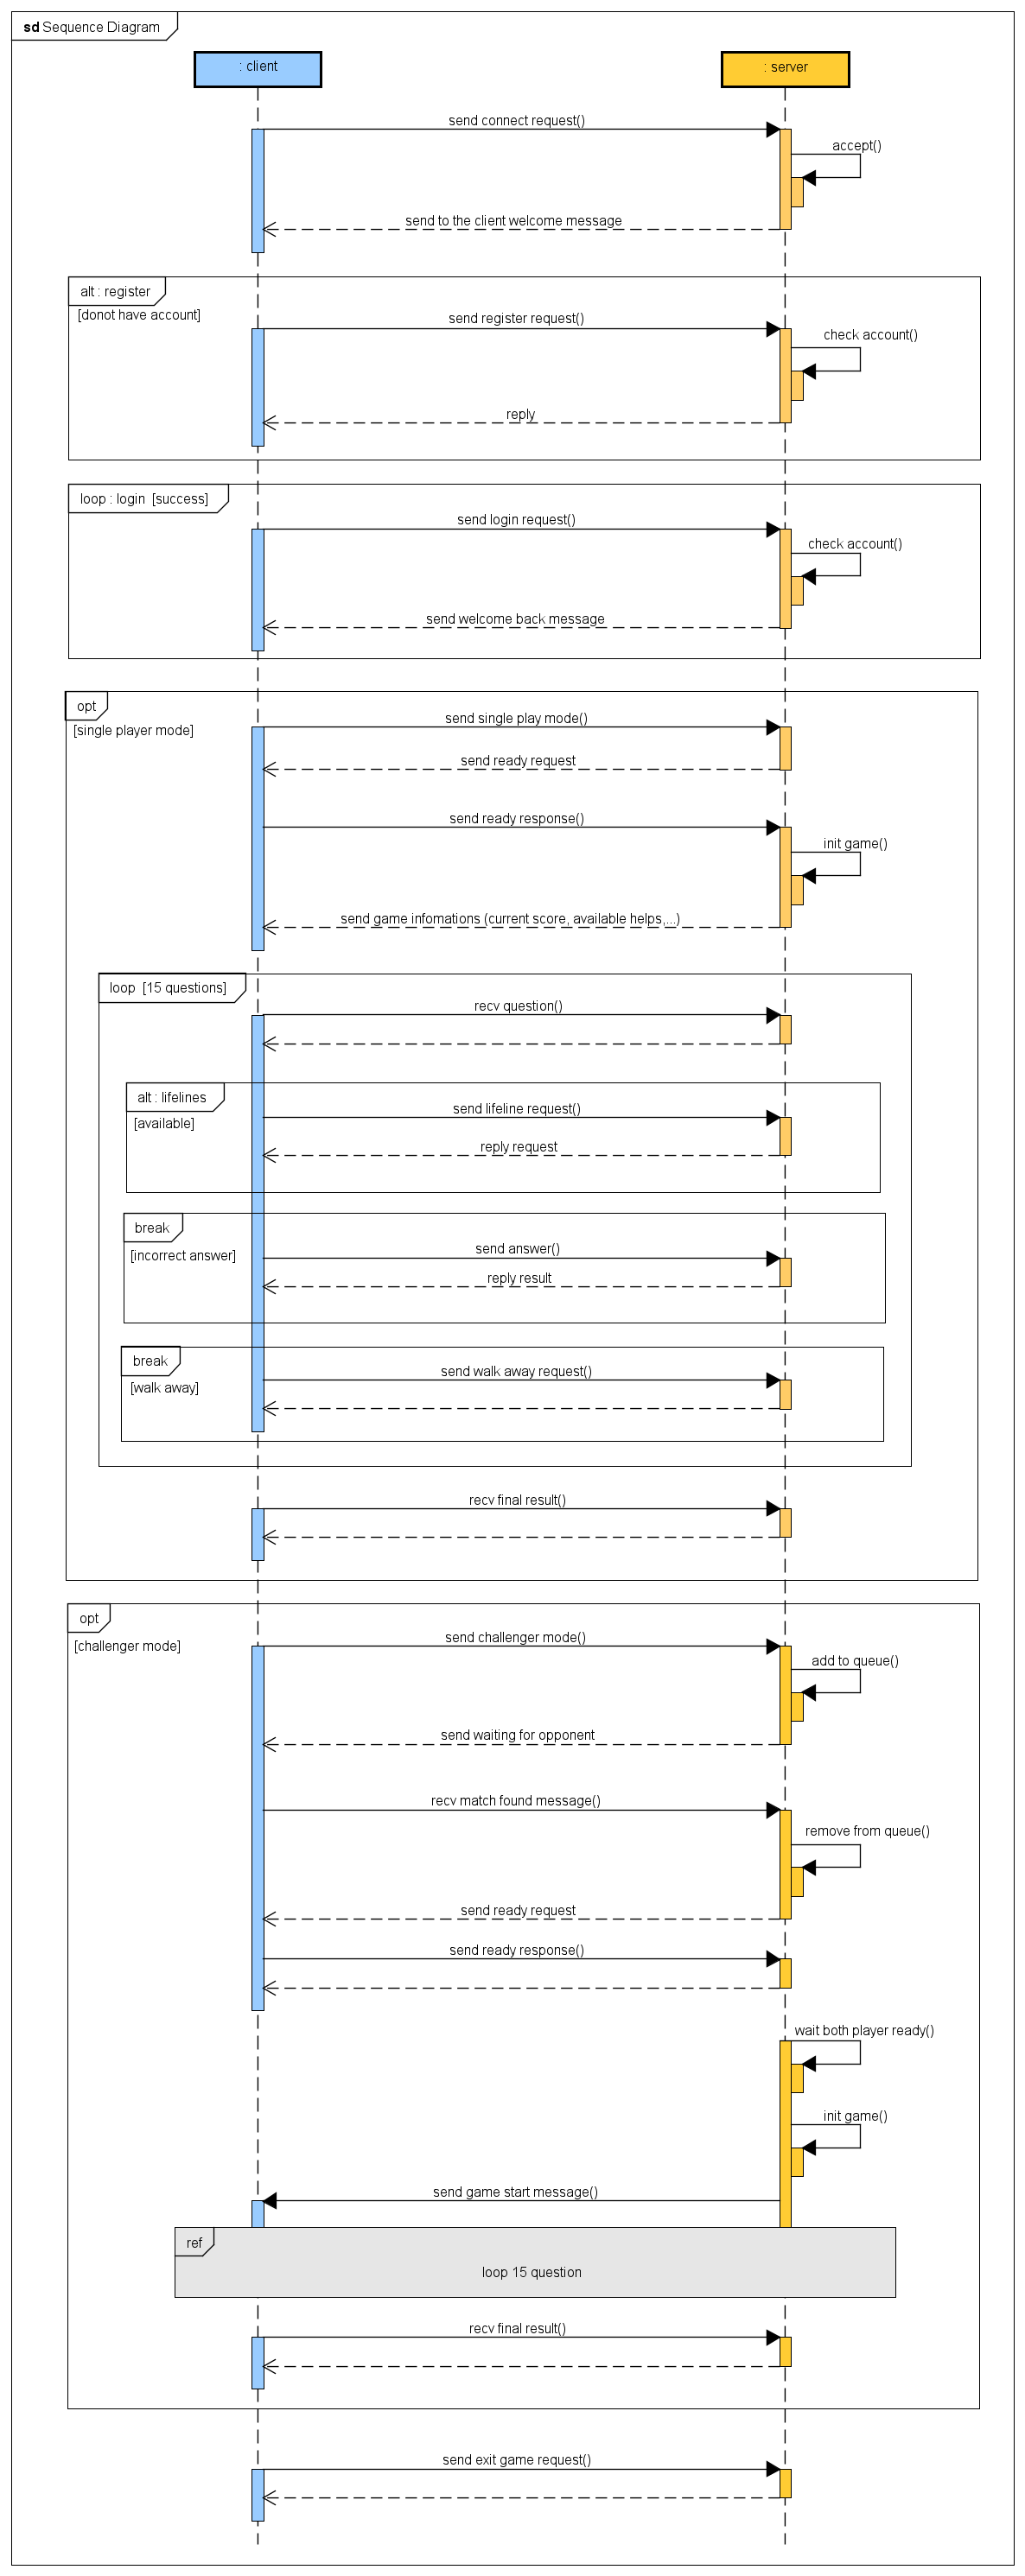 sd Sequence Diagram
: client
: server
send connect request()
accept()
send to the client welcome message
alt : register
[donot have account]
send register request()
check account()
reply
loop : login [success]
send login request()
check account()
send welcome back message
opt
[single player mode]
send single play mode()
send ready request
send ready response()
init game()
send game infomations (current score, available helps,...)
loop [15 questions]
recv question()
alt : lifelines
[available]
send lifeline request()
reply request
break
[incorrect answer]
send answer()
reply result
break
[walk away]
send walk away request()
recv final result()
opt
[challenger mode]
send challenger mode()
add to queue()
send waiting for opponent
recv match found message()
remove from queue()
send ready request
send ready response()
wait both player ready()
init game()
send game start message()
ref
loop 15 question
recv final result()
send exit game request()